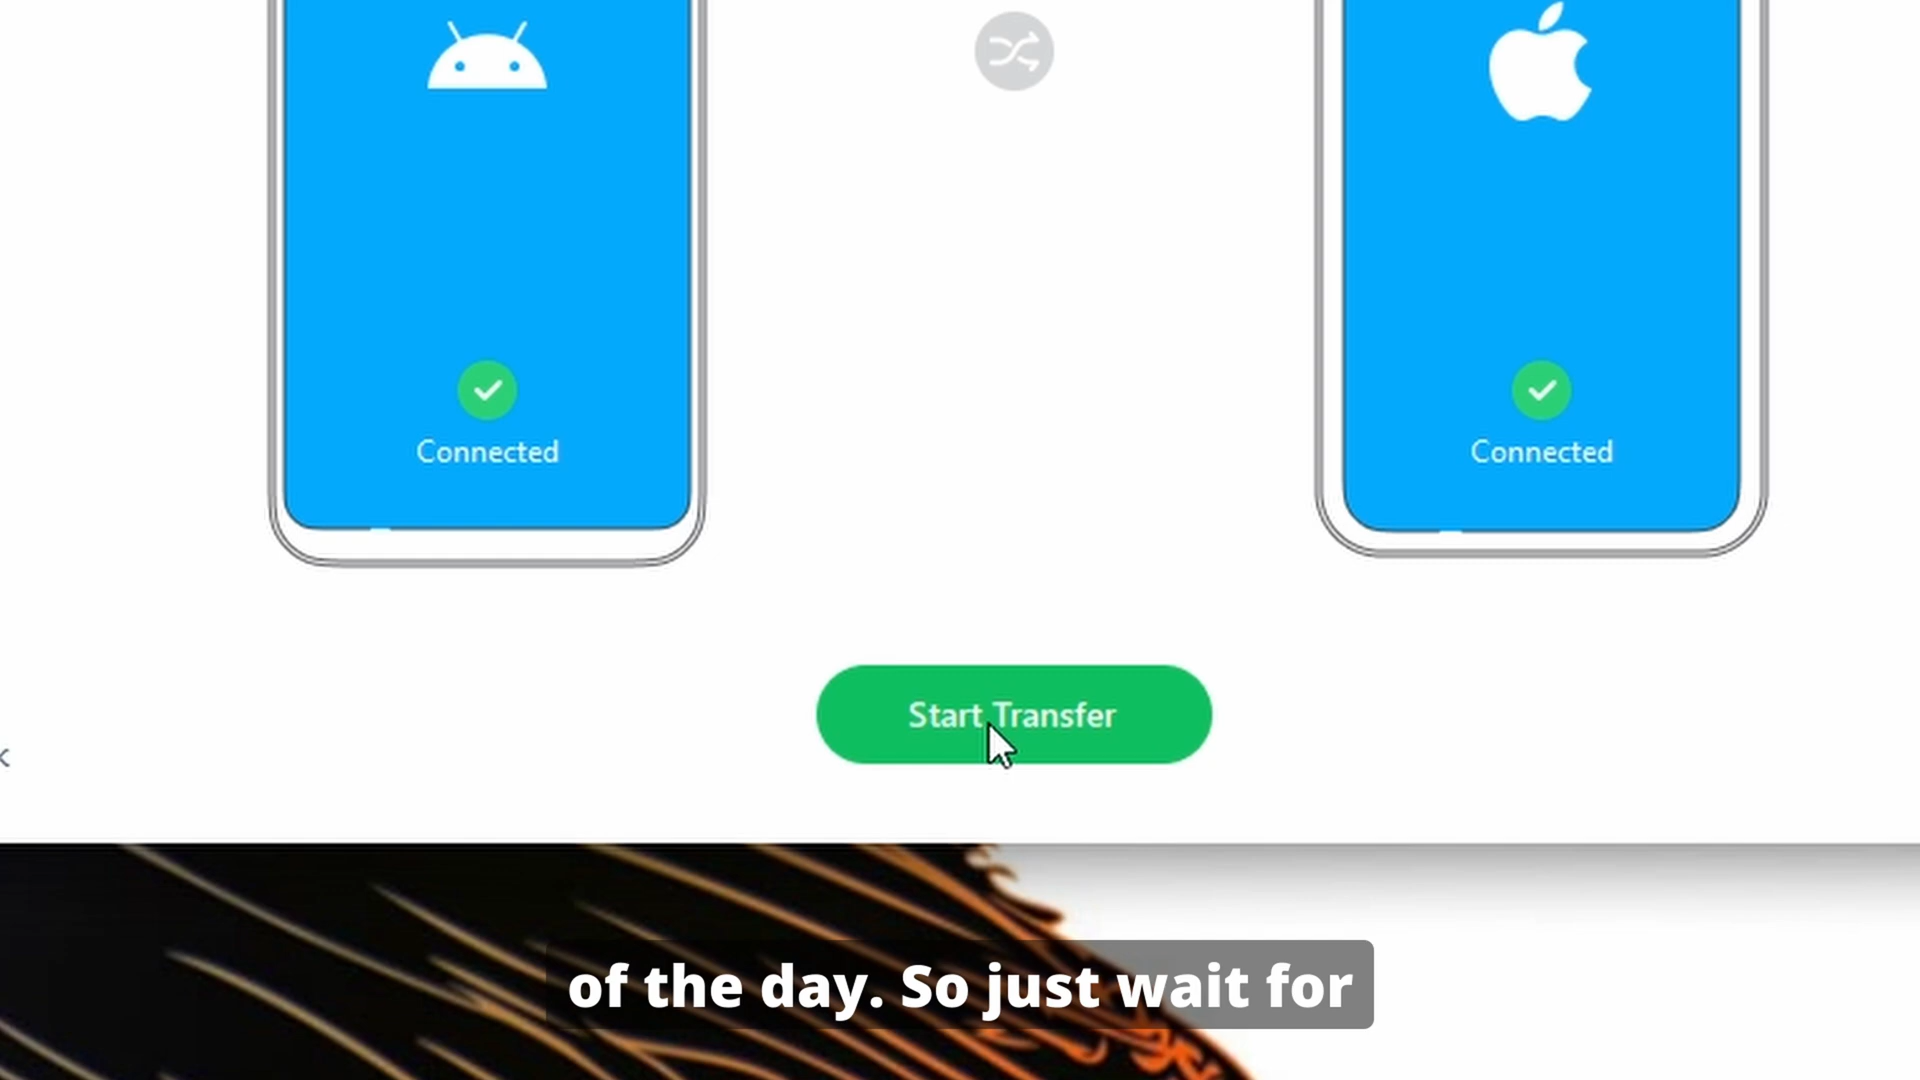 Connected
Connected
Start Transfer
of the day. So just wait for